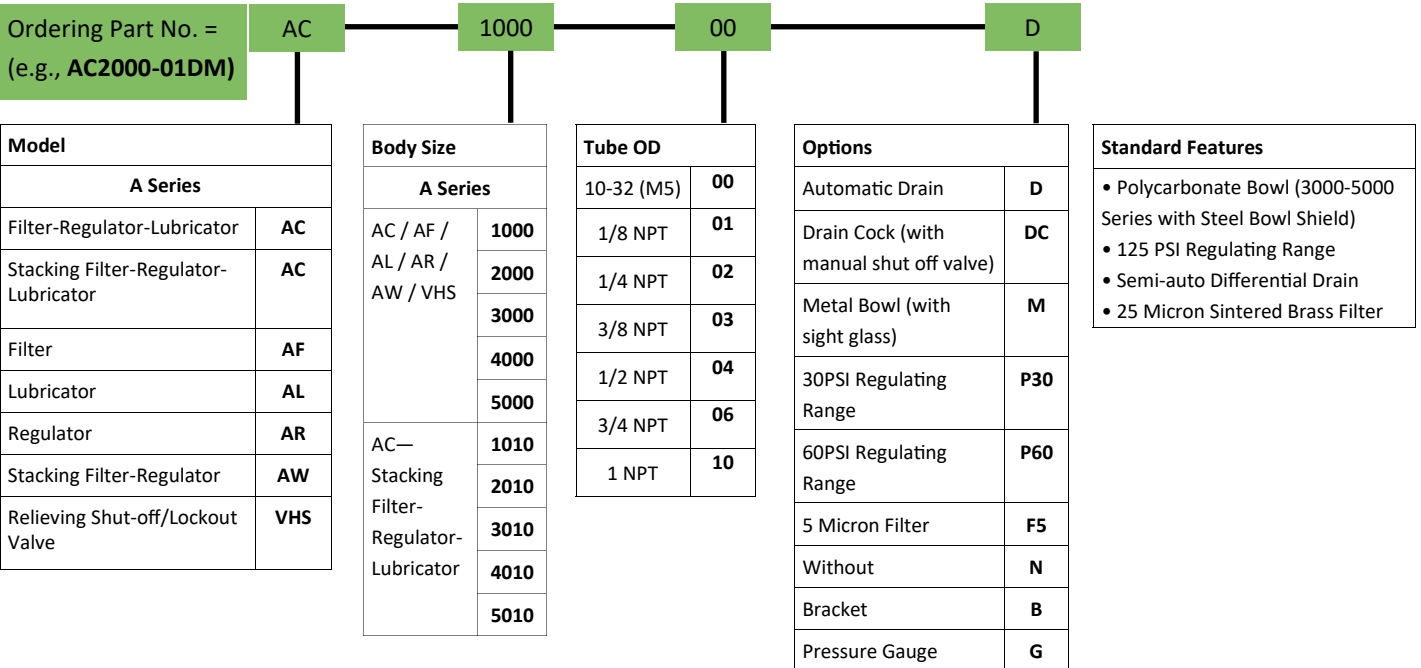 Ordering Part No. =
(e.g., AC2000-01DM)
AC
1000
00
D
Model
A Series
Filter-Regulator-Lubricator AC
Stacking Filter-Regulator- AC
Lubricator
Filter AF
Lubricator AL
Regulator AR
Stacking Filter-Regulator AW
Relieving Shut-off/Lockout VHS
Valve
Body Size
A Series
AC / AF / 1000
AL / AR / 2000
AW / VHS
3000
4000
5000
AC— 1010
Stacking 2010
Filter-
Regulator- 3010
Lubricator 4010
5010
Tube OD
10-32 (M5) 00
1/8 NPT 01
1/4 NPT 02
3/8 NPT 03
1/2 NPT 04
3/4 NPT 06
1 NPT 10
Options
Automatic Drain D
Drain Cock (with DC
manual shut off valve)
Metal Bowl (with M
sight glass)
30PSI Regulating P30
Range
60PSI Regulating P60
Range
5 Micron Filter F5
Without N
Bracket B
Pressure Gauge G
Standard Features
• Polycarbonate Bowl (3000-5000
Series with Steel Bowl Shield)
• 125 PSI Regulating Range
• Semi-auto Differential Drain
• 25 Micron Sintered Brass Filter